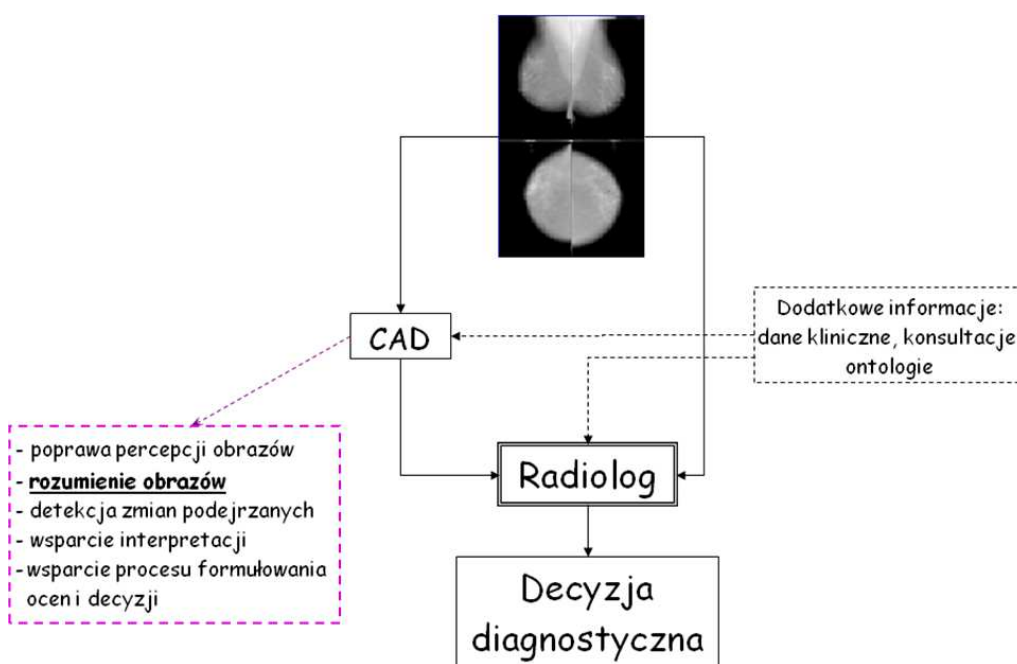 Dodatkowe informacje:
dane kliniczne, konsultacje
ontologie
CAD
- poprawa percepcji obrazów
- rozumienie obrazów
- detekcja zmian podejrzanych
- wsparcie interpretacji
- wsparcie procesu formułowania
ocen i decyzji
Radiolog
Decyzja
diagnostyczna